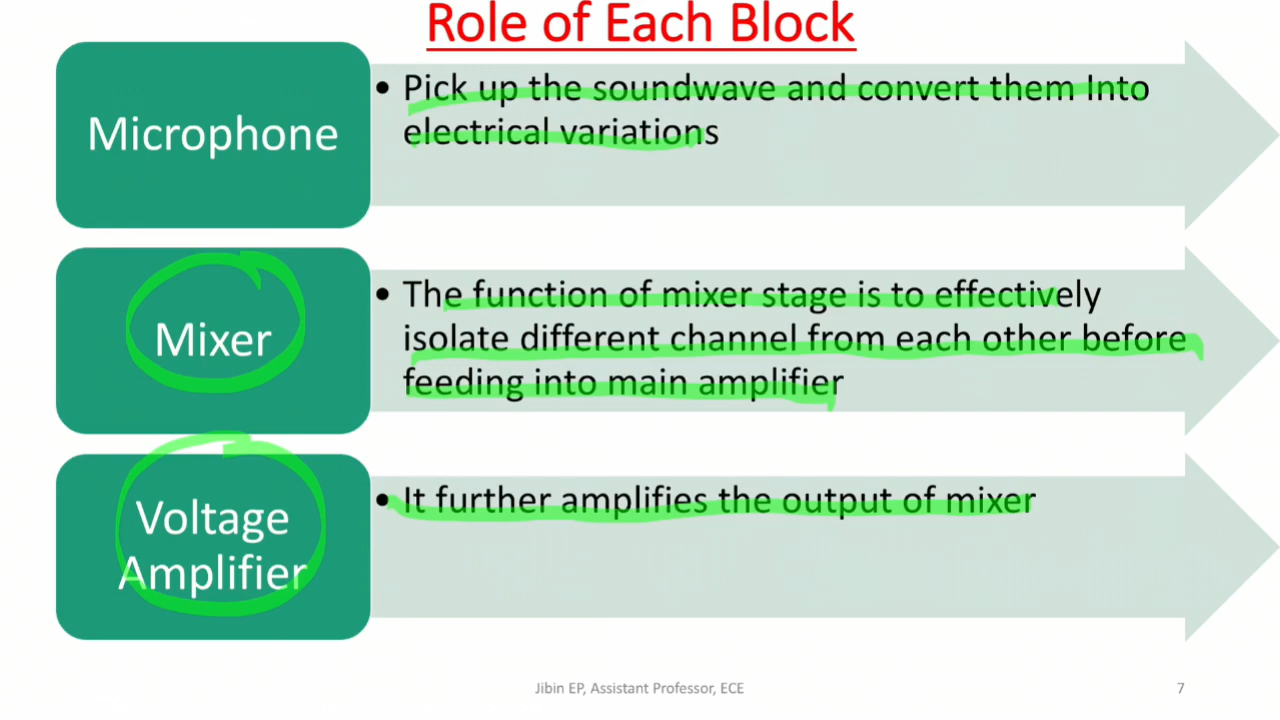 Role of Each Block
Microphone
• Pick up the soundwave and convert them Into
electrical variations
Mixer
• The function of mixer stage is to effectively
isolate different channel from each other before
feeding into main amplifier
Voltage
Amplifier
• It further amplifies the output of mixer
Jibin EP, Assistant Professor, ECE
7